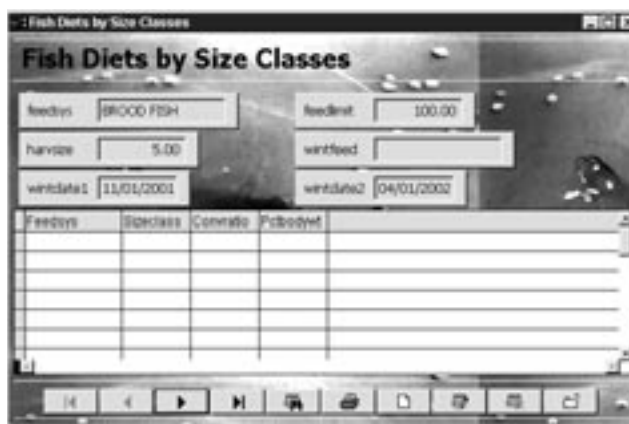 : Fish Diets by Size Classes
Fish Diets by Size Classes
feedsys BROOD FISH feedlimit 100.00
harvsize 5.00 wintfeed
wintdate1 11/01/2001 wintdate2 04/01/2002
Feedsys Sizeclass Convratio Pctbodywt